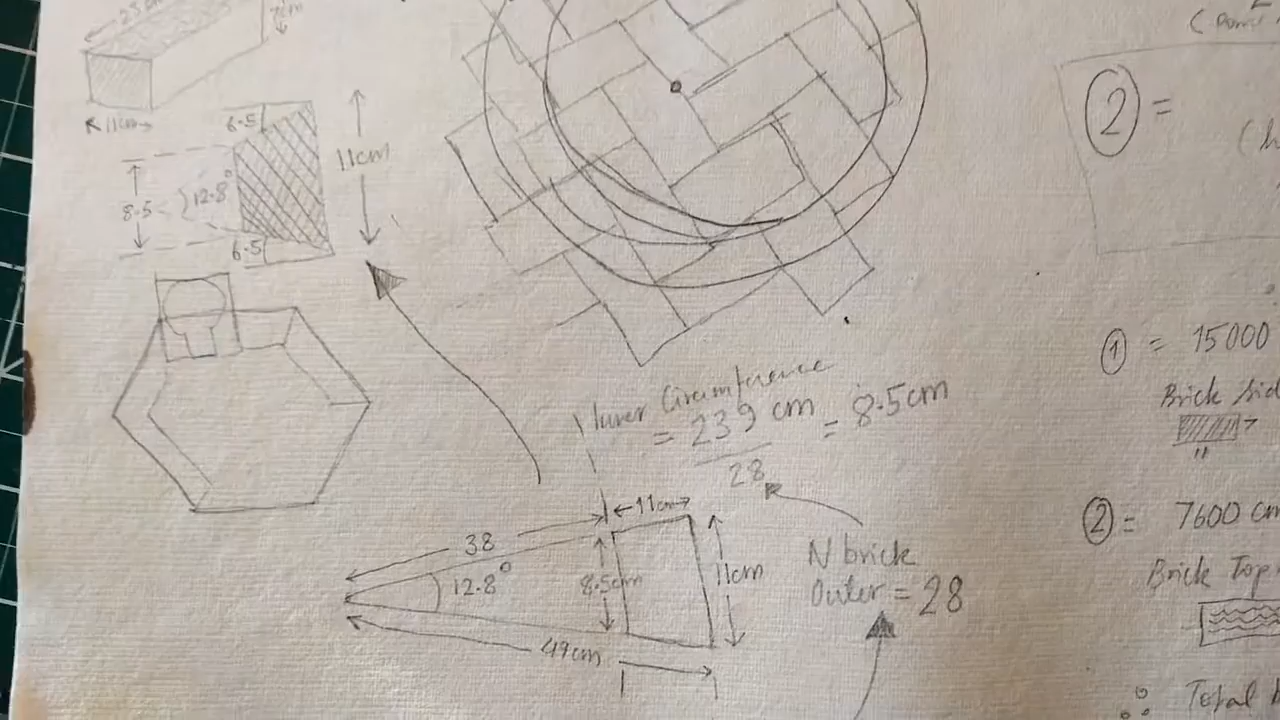 11cm
6.5
11cm
8.5
12.8°
6.5
2 =
1 = 15000
Brick
Inner Circumference
= 239 cm = 8.5cm
28
2 = 7600 cm
Brick Top
11cm
38
12.8°
8.5cm
11cm
49cm
N brick
Outer = 28
∴ Total